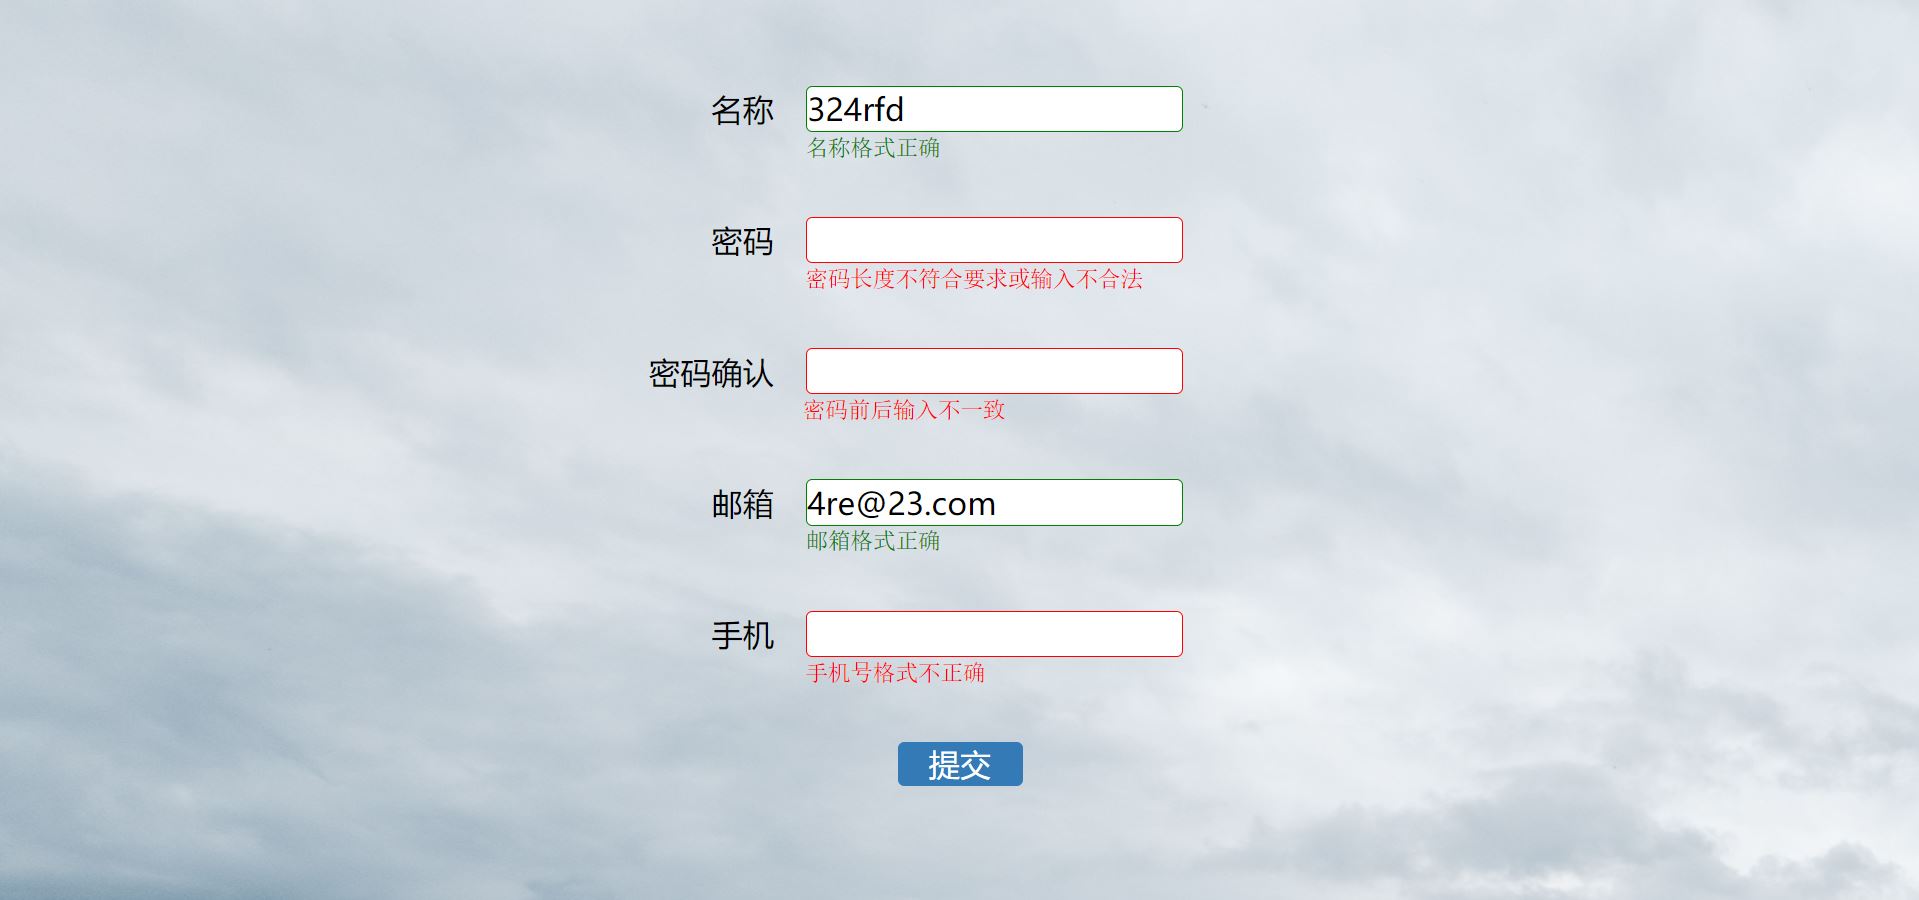 名称 324rfd
名称格式正确
密码
密码长度不符合要求或输入不合法
密码确认
密码前后输入不一致
邮箱 4re@23.com
邮箱格式正确
手机
手机号格式不正确
提交